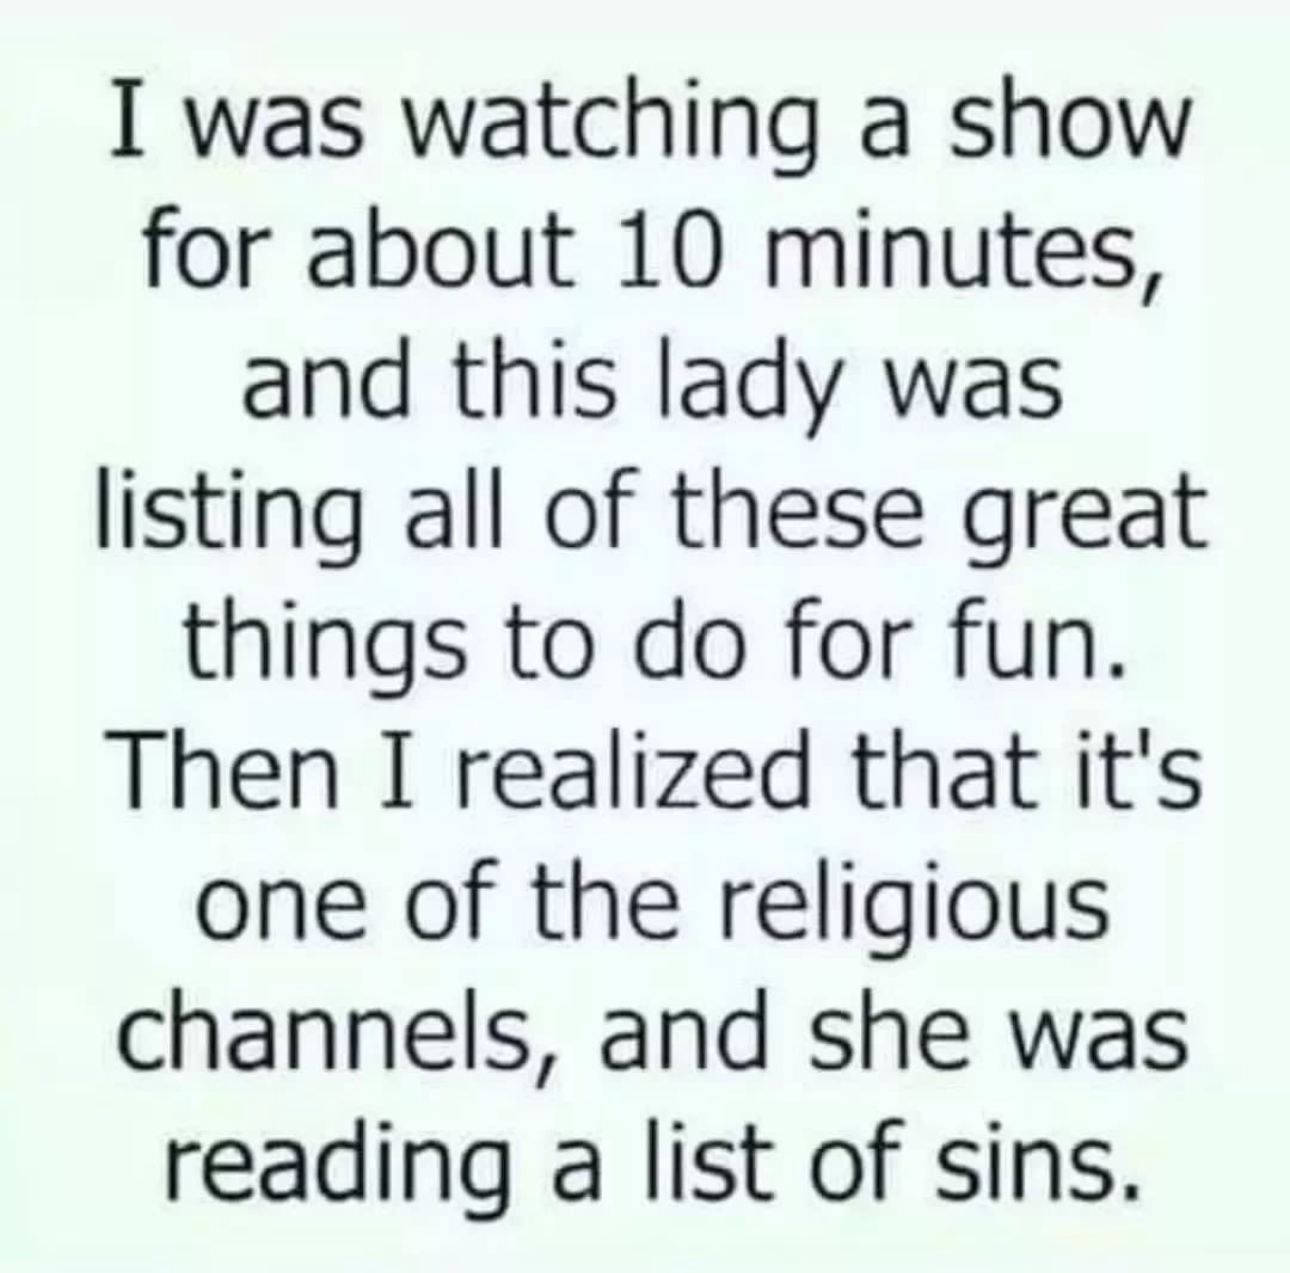 I was watching a show
for about 10 minutes,
and this lady was
listing all of these great
things to do for fun.
Then I realized that it's
one of the religious
channels, and she was
reading a list of sins.